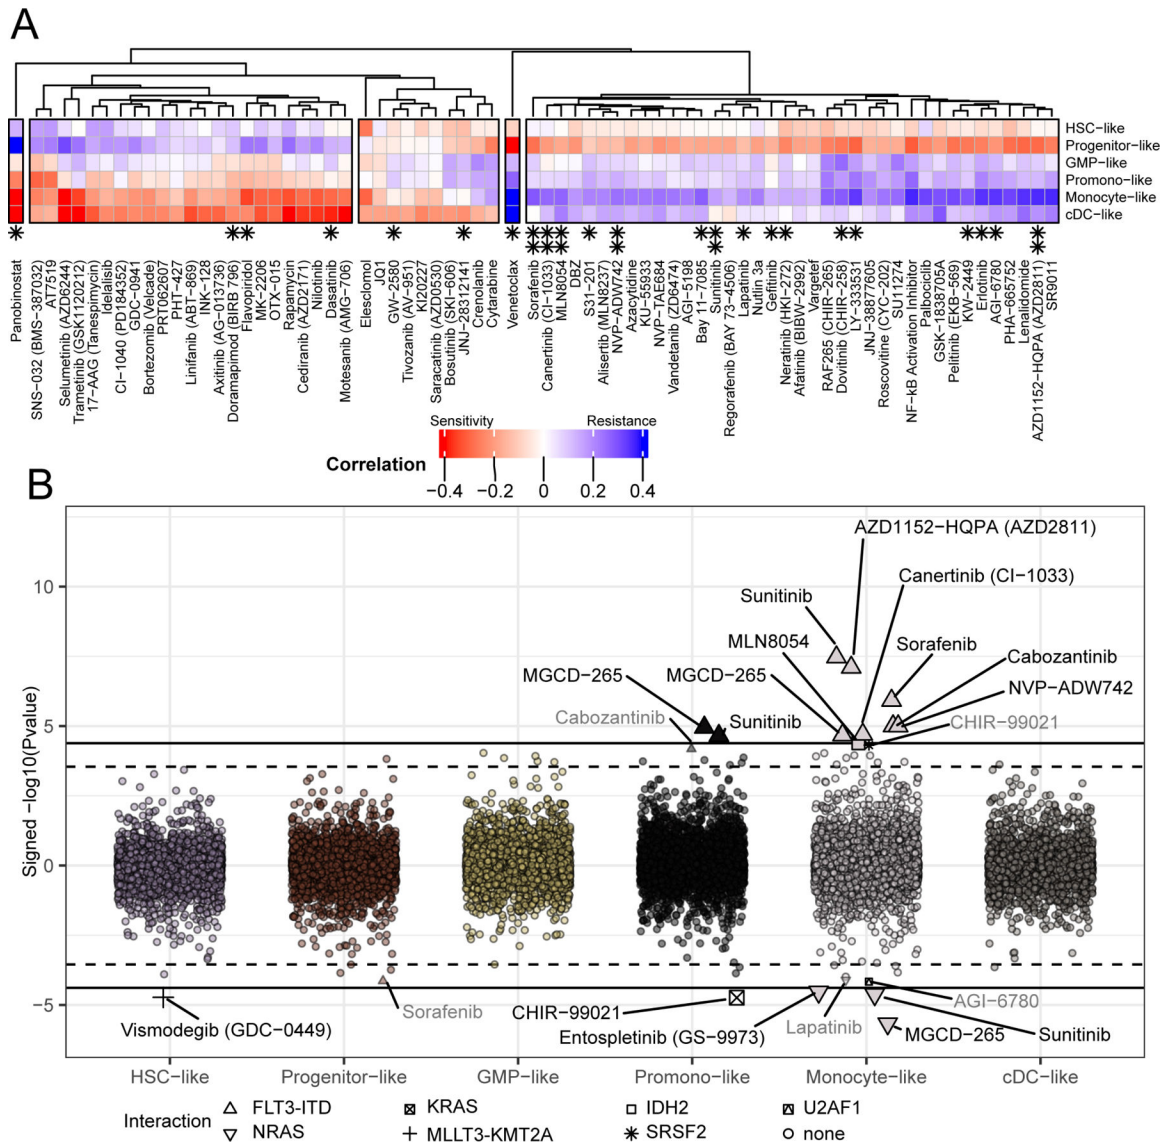 A
HSC-like
Progenitor-like
GMP-like
Promono-like
Monocyte-like
cDC-like
Panobinostat
SNS-032 (BMS-387032)
AT7519
Selumetinib (AZD6244)
Trametinib (GSK1120212)
17-AAG (Tanespimycin)
Idelalisib
CI-1040 (PD184352)
GDC-0941
Bortezomib (Velcade)
PRT062607
PHT-427
Linifanib (ABT-869)
INK-128
Axitinib (AG-013736)
Doramapimod (BIRB 796)
Flavopiridol
MK-2206
OTX-015
Rapamycin
Cediranib (AZD2171)
Nilotinib
Dasatinib
Motesanib (AMG-706)
Elesclomol
JQ1
GW-2580
Tivozanib (AV-951)
KI20227
Saracatinib (AZD0530)
Bosutinib (SKI-606)
JNJ-28312141
Crenolanib
Cytarabine
Venetoclax
Sorafenib
Canertinib (CI-1033)
MLN8054
DBZ
S31-201
Alisertib (MLN8237)
NVP-ADW742
Azacytidine
KU-55933
NVP-TAE684
Vandetanib (ZD6474)
AGI-5198
Bay 11-7085
Sunitinib
Regorafenib (BAY 73-4506)
Lapatinib
Nutlin 3a
Gefitinib
Neratinib (HKI-272)
Afatinib (BIBW-2992)
Vargetef
RAF265 (CHIR-265)
Dovitinib (CHIR-258)
LY-333531
JNJ-38877605
Roscovitine (CYC-202)
SU11274
NF-kB Activation Inhibitor
Palbociclib
GSK-1838705A
Pelitinib (EKB-569)
KW-2449
Erlotinib
AGI-6780
PHA-665752
Lenalidomide
AZD1152-HQPA (AZD2811)
SR9011
Sensitivity Resistance
Correlation
−0.4 −0.2 0 0.2 0.4
B
Signed −log10(Pvalue)
10
5
0
−5
AZD1152−HQPA (AZD2811)
Canertinib (CI−1033)
Sunitinib
MLN8054
Sorafenib
Cabozantinib
MGCD−265
MGCD−265
NVP−ADW742
Cabozantinib
Sunitinib
CHIR−99021
Vismodegib (GDC−0449)
Sorafenib
CHIR−99021
Entospletinib (GS−9973)
Lapatinib
AGI−6780
MGCD−265
Sunitinib
HSC−like Progenitor−like GMP−like Promono−like Monocyte−like cDC−like
Interaction
FLT3-ITD KRAS IDH2 U2AF1
NRAS MLLT3-KMT2A SRSF2 none